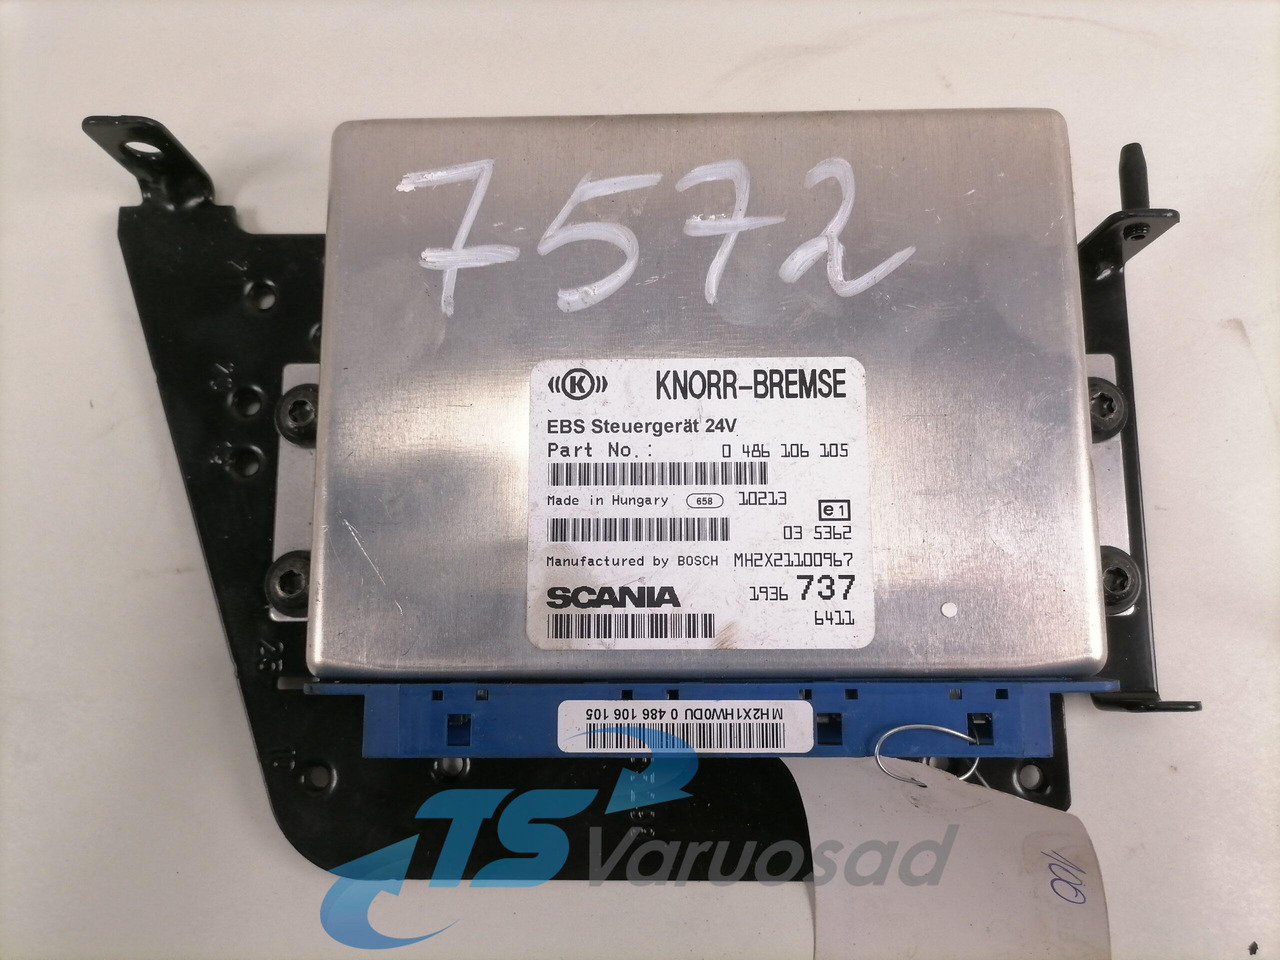 7572
K KNORR-BREMSE
EBS Steuergerät 24V
Part No.: 0 486 106 105
Made in Hungary 658 10213
e1
03 5362
Manufactured by BOSCH MH2X21100967
SCANIA 1936 737
6411
MH2X1HW0DU 0 486 106 105
TS Varuosad
100